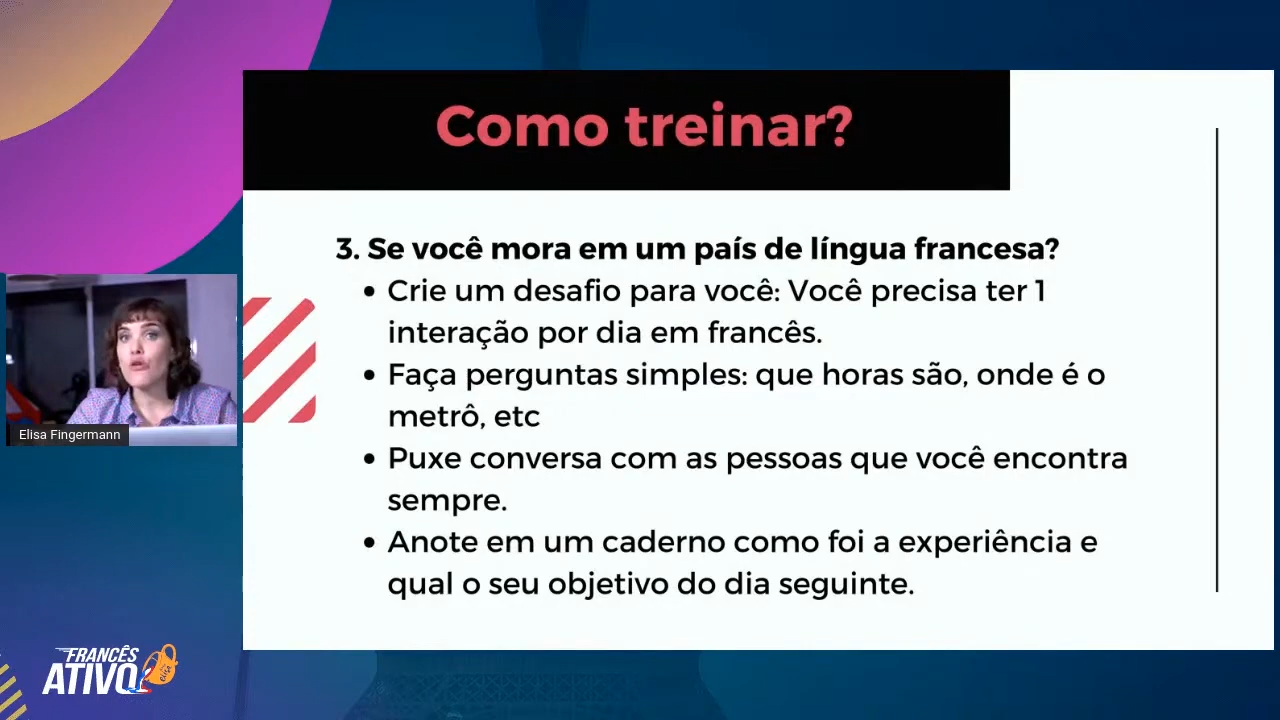 Como treinar?
3. Se você mora em um país de língua francesa?
• Crie um desafio para você: Você precisa ter 1
interação por dia em francês.
• Faça perguntas simples: que horas são, onde é o
metrô, etc
• Puxe conversa com as pessoas que você encontra
sempre.
• Anote em um caderno como foi a experiência e
qual o seu objetivo do dia seguinte.
Elisa Fingermann
FRANCÊS
ATIVO